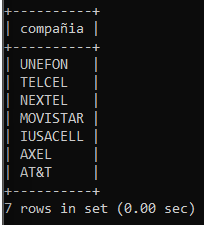 +----------+
| compañia |
+----------+
| UNEFON   |
| TELCEL   |
| NEXTEL   |
| MOVISTAR |
| IUSACELL |
| AXEL     |
| AT&T     |
+----------+
7 rows in set (0.00 sec)